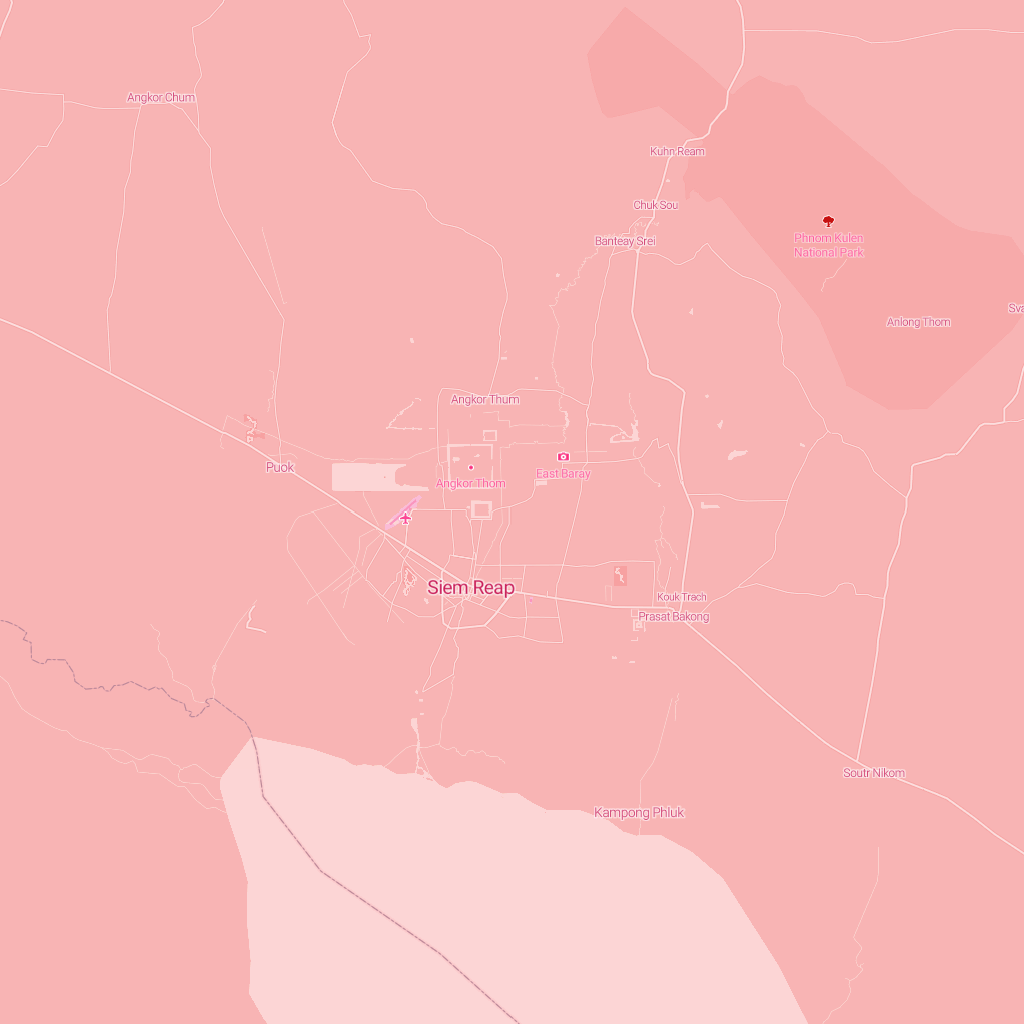 Angkor Chum
Kuhn Ream
Chuk Sou
Banteay Srei
Phnom Kulen
National Park
Sva
Anlong Thom
Angkor Thum
Puok
East Baray
Angkor Thom
Siem Reap
Kouk Trach
Prasat Bakong
Soutr Nikom
Kampong Phluk